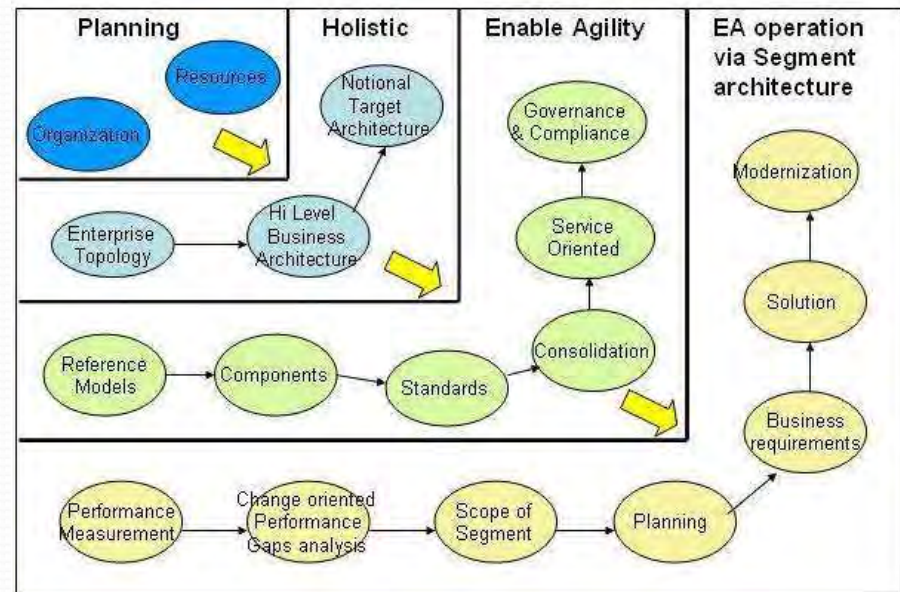 Planning
Holistic
Enable Agility
EA operation
via Segment
architecture
Resources
Organization
Notional
Target
Architecture
Enterprise
Topology
Hi Level
Business
Architecture
Governance
& Compliance
Service
Oriented
Reference
Models
Components
Standards
Consolidation
Modernization
Solution
Business
requirements
Performance
Measurement
Change oriented
Performance
Gaps analysis
Scope of
Segment
Planning